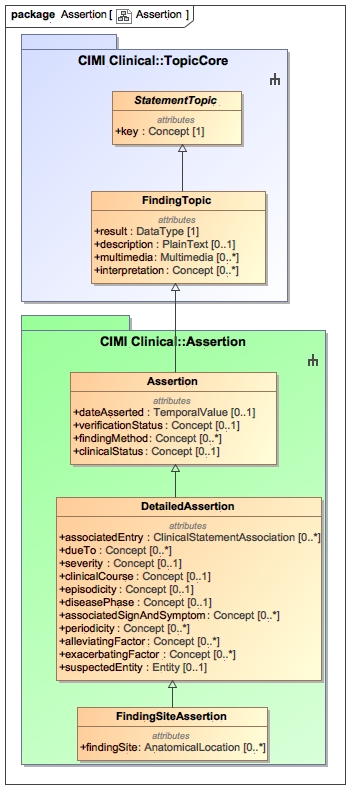 package Assertion [ Assertion ]
CIMI Clinical::TopicCore
StatementTopic
attributes
+key : Concept [1]
FindingTopic
attributes
+result : DataType [1]
+description : PlainText [0..1]
+multimedia : Multimedia [0..*]
+interpretation : Concept [0..*]
CIMI Clinical::Assertion
Assertion
attributes
+dateAsserted : TemporalValue [0..1]
+verificationStatus : Concept [0..1]
+findingMethod : Concept [0..*]
+clinicalStatus : Concept [0..1]
DetailedAssertion
attributes
+associatedEntry : ClinicalStatementAssociation [0..*]
+dueTo : Concept [0..*]
+severity : Concept [0..1]
+clinicalCourse : Concept [0..1]
+episodicity : Concept [0..1]
+diseasePhase : Concept [0..1]
+associatedSignAndSymptom : Concept [0..*]
+periodicity : Concept [0..*]
+alleviatingFactor : Concept [0..*]
+exacerbatingFactor : Concept [0..*]
+suspectedEntity : Entity [0..1]
FindingSiteAssertion
attributes
+findingSite : AnatomicalLocation [0..*]